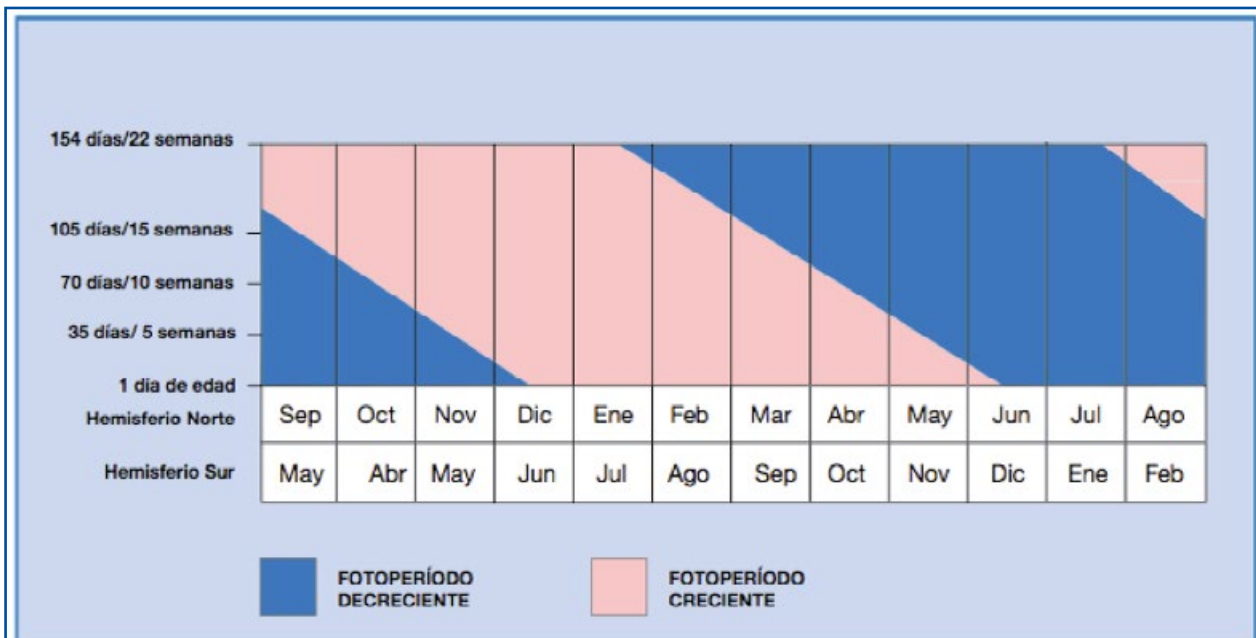 154 días/22 semanas
105 días/15 semanas
70 días/10 semanas
35 días/ 5 semanas
1 dia de edad
Hemisferio Norte Sep Oct Nov Dic Ene Feb Mar Abr May Jun Jul Ago
Hemisferio Sur May Abr May Jun Jul Ago Sep Oct Nov Dic Ene Feb
FOTOPERÍODO DECRECIENTE
FOTOPERÍODO CRECIENTE